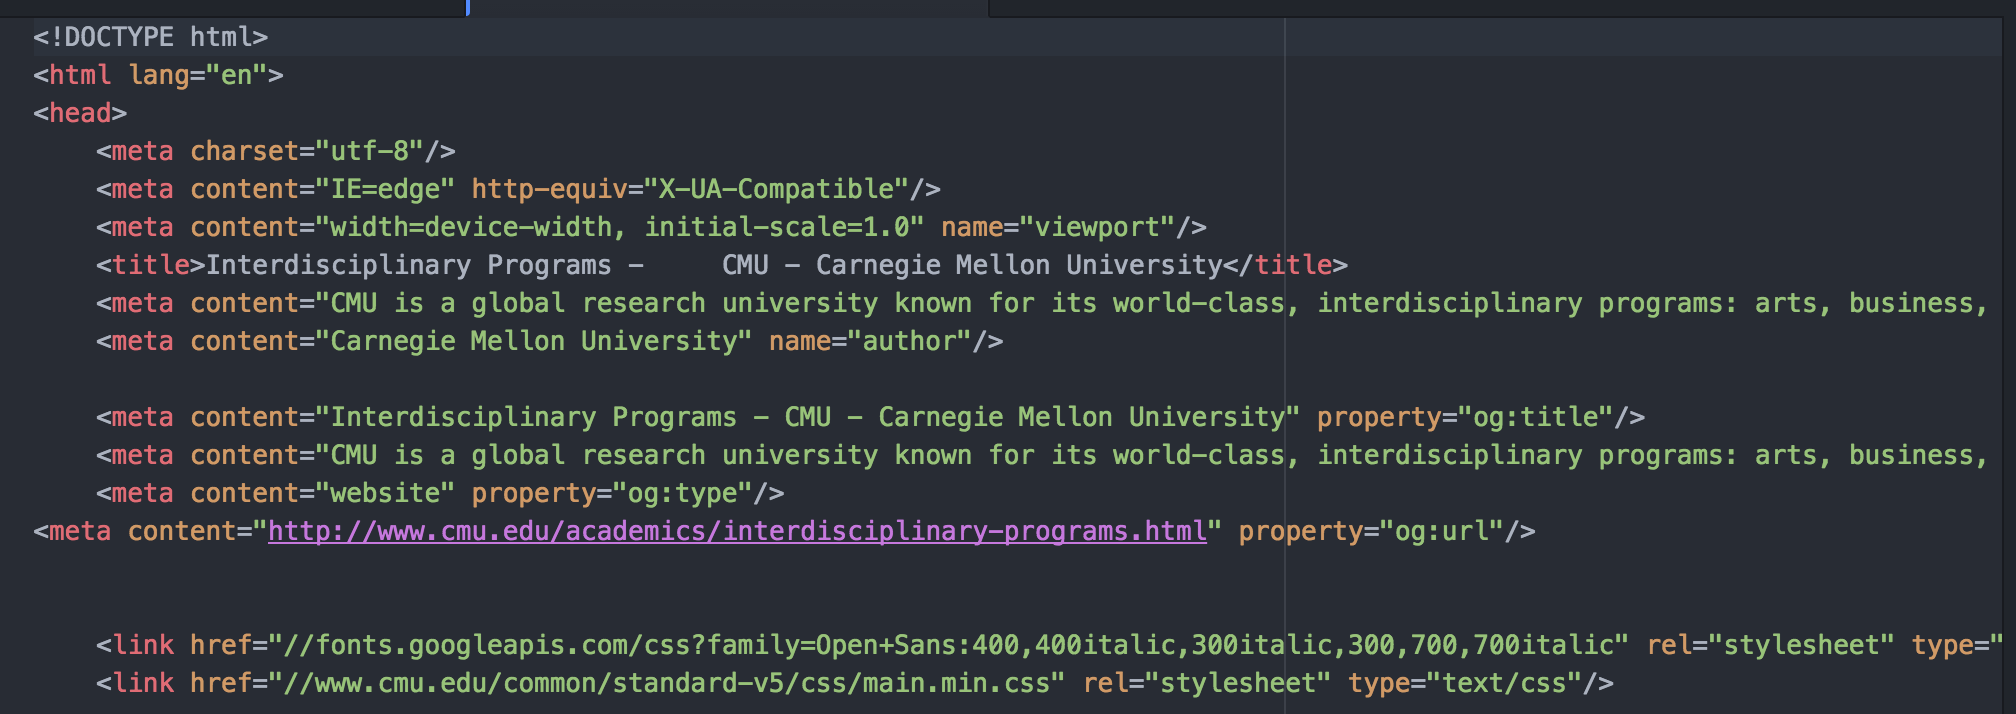 <!DOCTYPE html>
<html lang="en">
<head>
    <meta charset="utf-8"/>
    <meta content="IE=edge" http-equiv="X-UA-Compatible"/>
    <meta content="width=device-width, initial-scale=1.0" name="viewport"/>
    <title>Interdisciplinary Programs -     CMU - Carnegie Mellon University</title>
    <meta content="CMU is a global research university known for its world-class, interdisciplinary programs: arts, business,
    <meta content="Carnegie Mellon University" name="author"/>
    <meta content="Interdisciplinary Programs - CMU - Carnegie Mellon University" property="og:title"/>
    <meta content="CMU is a global research university known for its world-class, interdisciplinary programs: arts, business,
    <meta content="website" property="og:type"/>
<meta content="http://www.cmu.edu/academics/interdisciplinary-programs.html" property="og:url"/>
    <link href="//fonts.googleapis.com/css?family=Open+Sans:400,400italic,300italic,300,700,700italic" rel="stylesheet" type="
    <link href="//www.cmu.edu/common/standard-v5/css/main.min.css" rel="stylesheet" type="text/css"/>